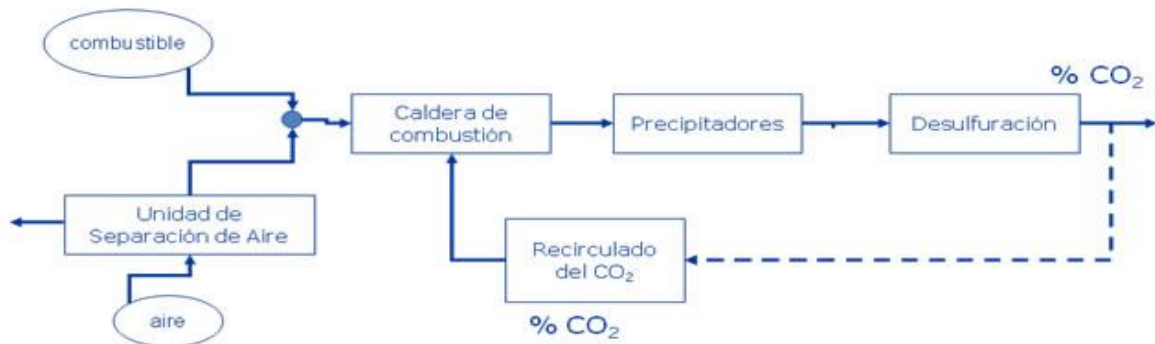 combustible
% CO₂
Caldera de
combustión
Precipitadores
Desulfuración
Unidad de
Separación de Aire
Recirculado
del CO₂
aire
% CO₂